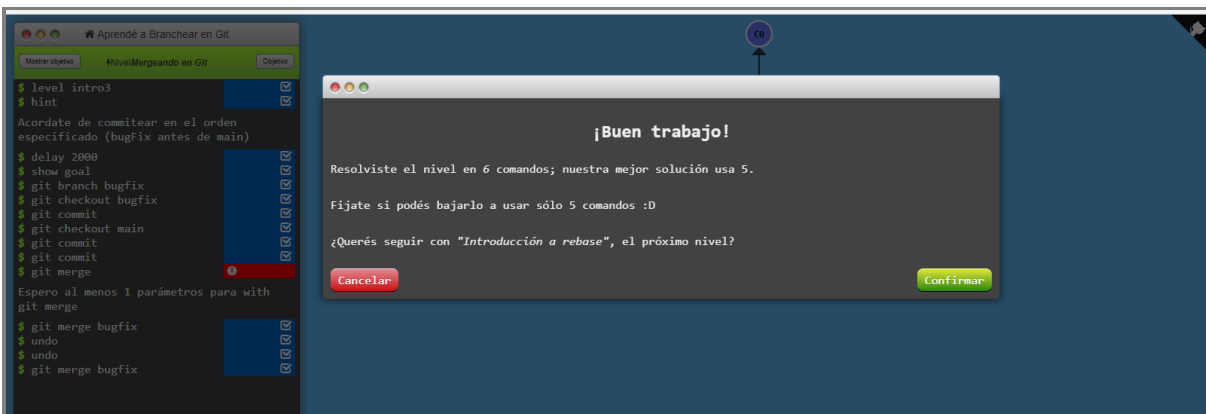 Aprendé a Branchear en Git
Mostrar objetivo
Nivel Mergeando en Git
Objetivo
$ level intro3
$ hint
Acordate de commitear en el orden
especificado (bugFix antes de main)
$ delay 2000
$ show goal
$ git branch bugfix
$ git checkout bugfix
$ git commit
$ git checkout main
$ git commit
$ git commit
$ git merge
Espero al menos 1 parámetros para with
git merge
$ git merge bugfix
$ undo
$ undo
$ git merge bugfix
C0
¡Buen trabajo!
Resolviste el nivel en 6 comandos; nuestra mejor solución usa 5.
Fijate si podés bajarlo a usar sólo 5 comandos :D
¿Querés seguir con "Introducción a rebase", el próximo nivel?
Cancelar
Confirmar